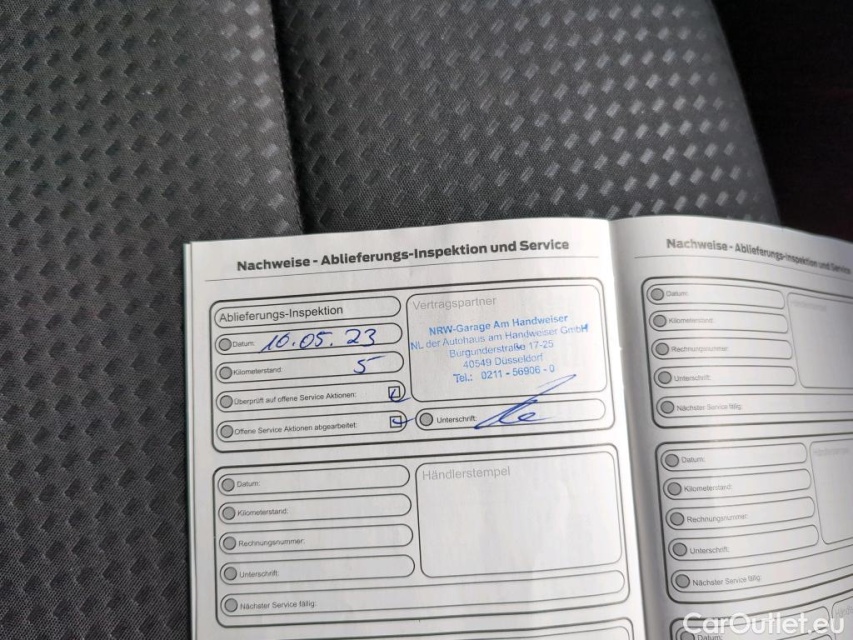 Nachweise - Ablieferungs-Inspektion und Service
Ablieferungs-Inspektion
Datum: 10.05.23
Kilometerstand 5
Überprüft auf offene Service Aktionen:
Offene Service Aktionen abgearbeitet:
Vertragspartner
NRW-Garage Am Handweiser
NL der Autohaus am Handweiser GmbH
Burgunderstraße 17-25
40549 Düsseldorf
Tel.: 0211 - 56906 - 0
Unterschrift:
Datum:
Kilometerstand:
Rechnungsnummer:
Unterschrift:
Nächster Service fällig:
Händlerstempel
Nachweise - Ablieferungs-Inspektion und Service
Datum:
Kilometerstand:
Rechnungsnummer:
Unterschrift:
Nächster Service fällig:
Datum:
Kilometerstand:
Rechnungsnummer:
Unterschrift:
Nächster Service fällig:
Datum:
CarOutlet.eu